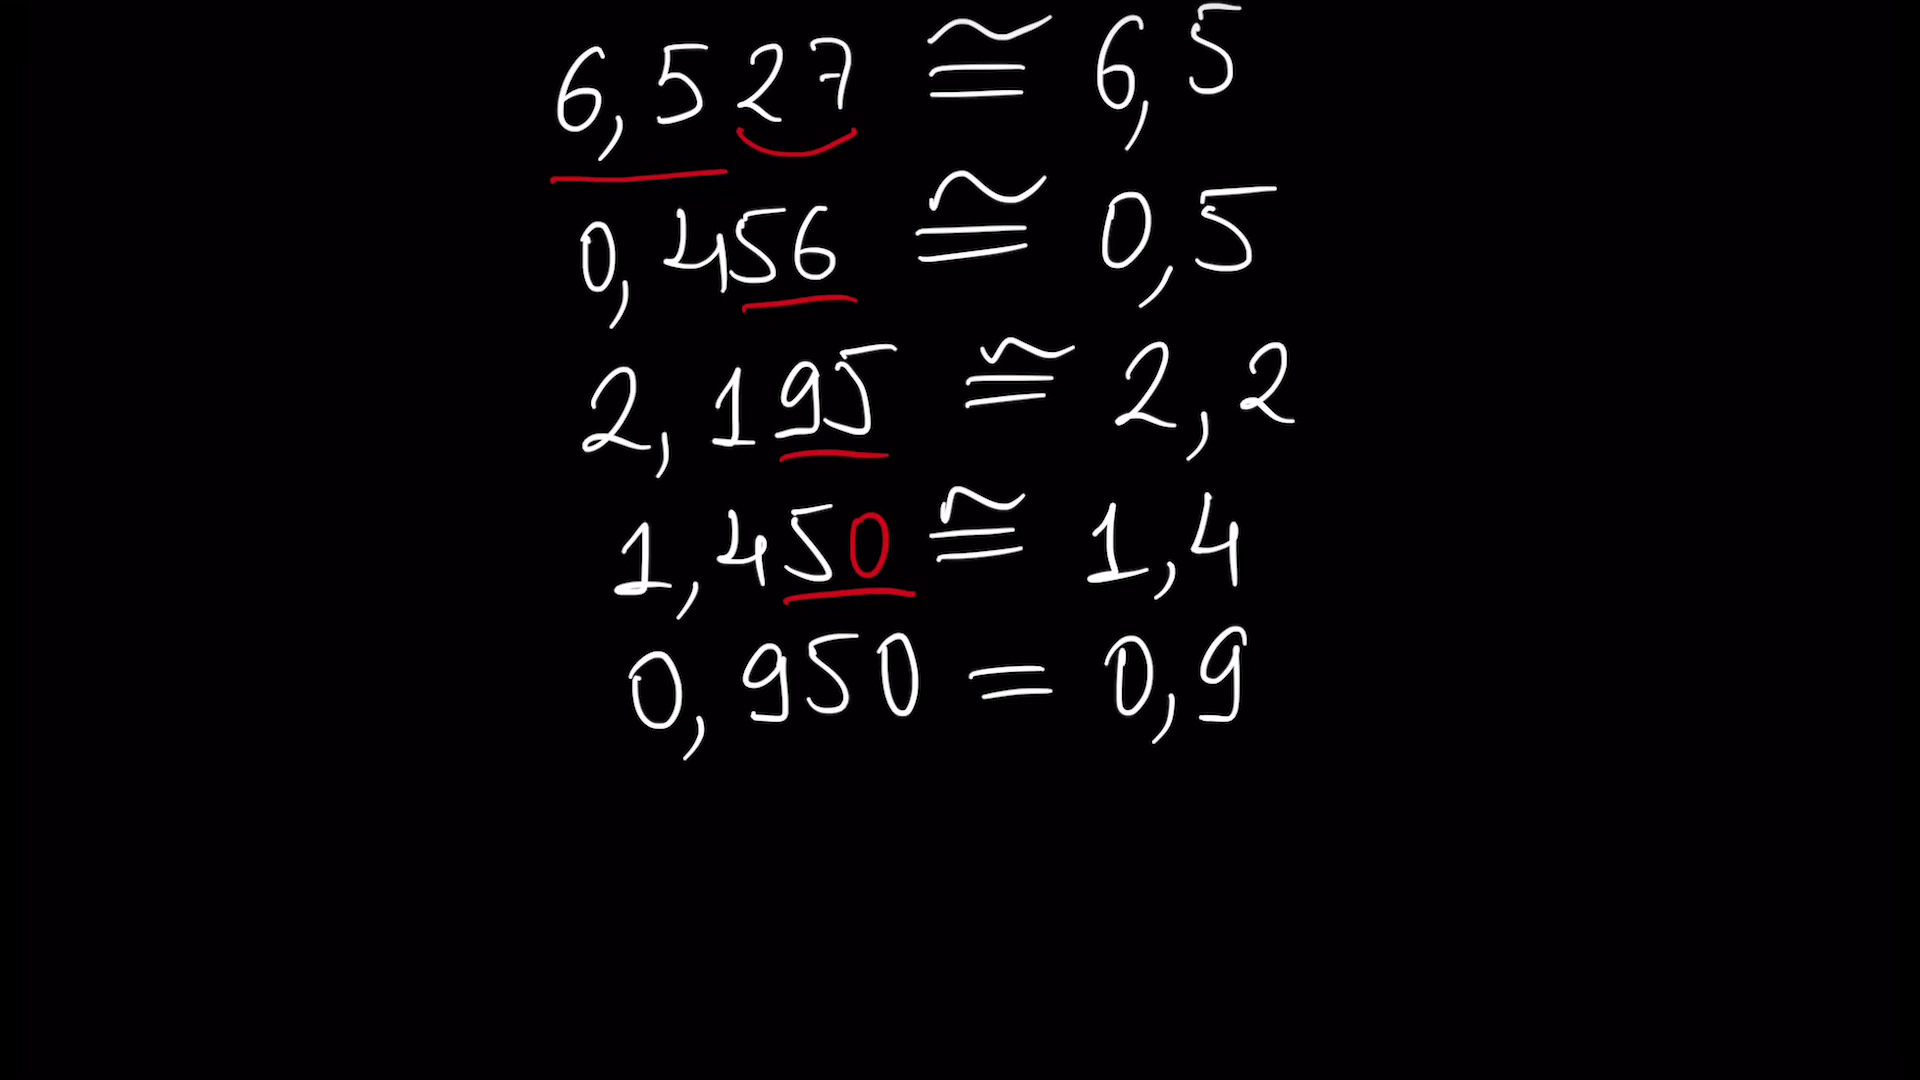 6,527 ≅ 6,5
0,456 ≅ 0,5
2,195 ≅ 2,2
1,450 ≅ 1,4
0,950 = 0,9